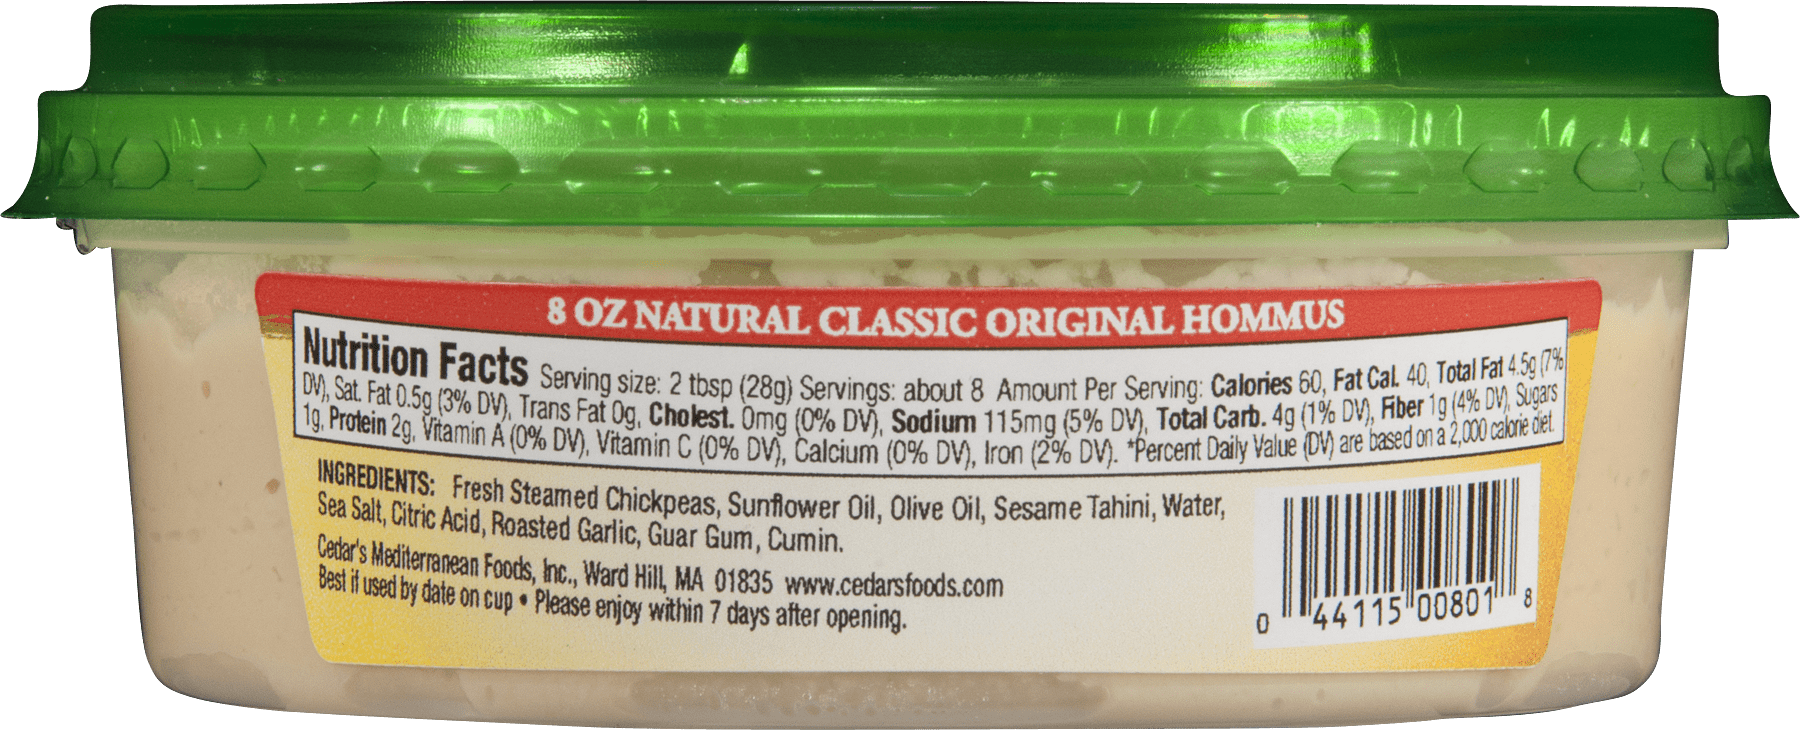 8 OZ NATURAL CLASSIC ORIGINAL HOMMUS
Nutrition Facts Serving size: 2 tbsp (28g) Servings: about 8 Amount Per Serving: Calories 60, Fat Cal. 40, Total Fat 4.5g (7%
DV), Sat. Fat 0.5g (3% DV), Trans Fat 0g, Cholest. 0mg (0% DV), Sodium 115mg (5% DV), Total Carb. 4g (1% DV), Fiber 1g (4% DV), Sugars
1g, Protein 2g, Vitamin A (0% DV), Vitamin C (0% DV), Calcium (0% DV), Iron (2% DV). *Percent Daily Value (DV) are based on a 2,000 calorie diet.
INGREDIENTS: Fresh Steamed Chickpeas, Sunflower Oil, Olive Oil, Sesame Tahini, Water,
Sea Salt, Citric Acid, Roasted Garlic, Guar Gum, Cumin.
Cedar's Mediterranean Foods, Inc., Ward Hill, MA 01835 www.cedarsfoods.com
Best if used by date on cup • Please enjoy within 7 days after opening.
0 44115 00801 8